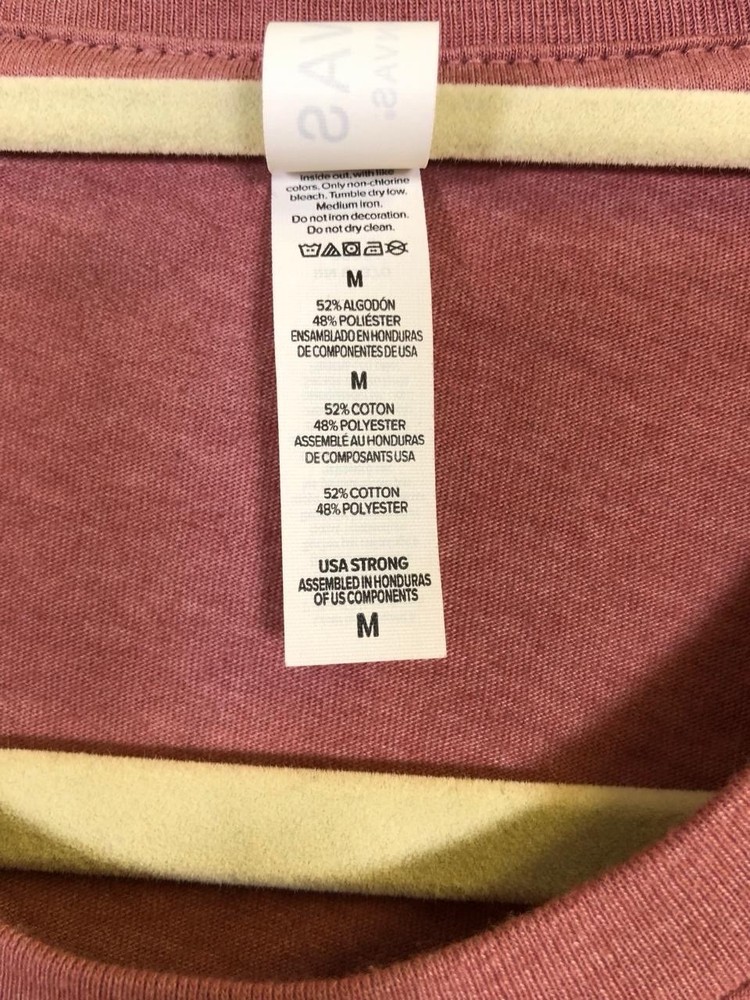 inside out, with like
colors. Only non-chlorine
bleach. Tumble dry low.
Medium iron.
Do not iron decoration.
Do not dry clean.
M
52% ALGODÓN
48% POLIÉSTER
ENSAMBLADO EN HONDURAS
DE COMPONENTES DE USA
M
52% COTON
48% POLYESTER
ASSEMBLÉ AU HONDURAS
DE COMPOSANTS USA
52% COTTON
48% POLYESTER
USA STRONG
ASSEMBLED IN HONDURAS
OF US COMPONENTS
M